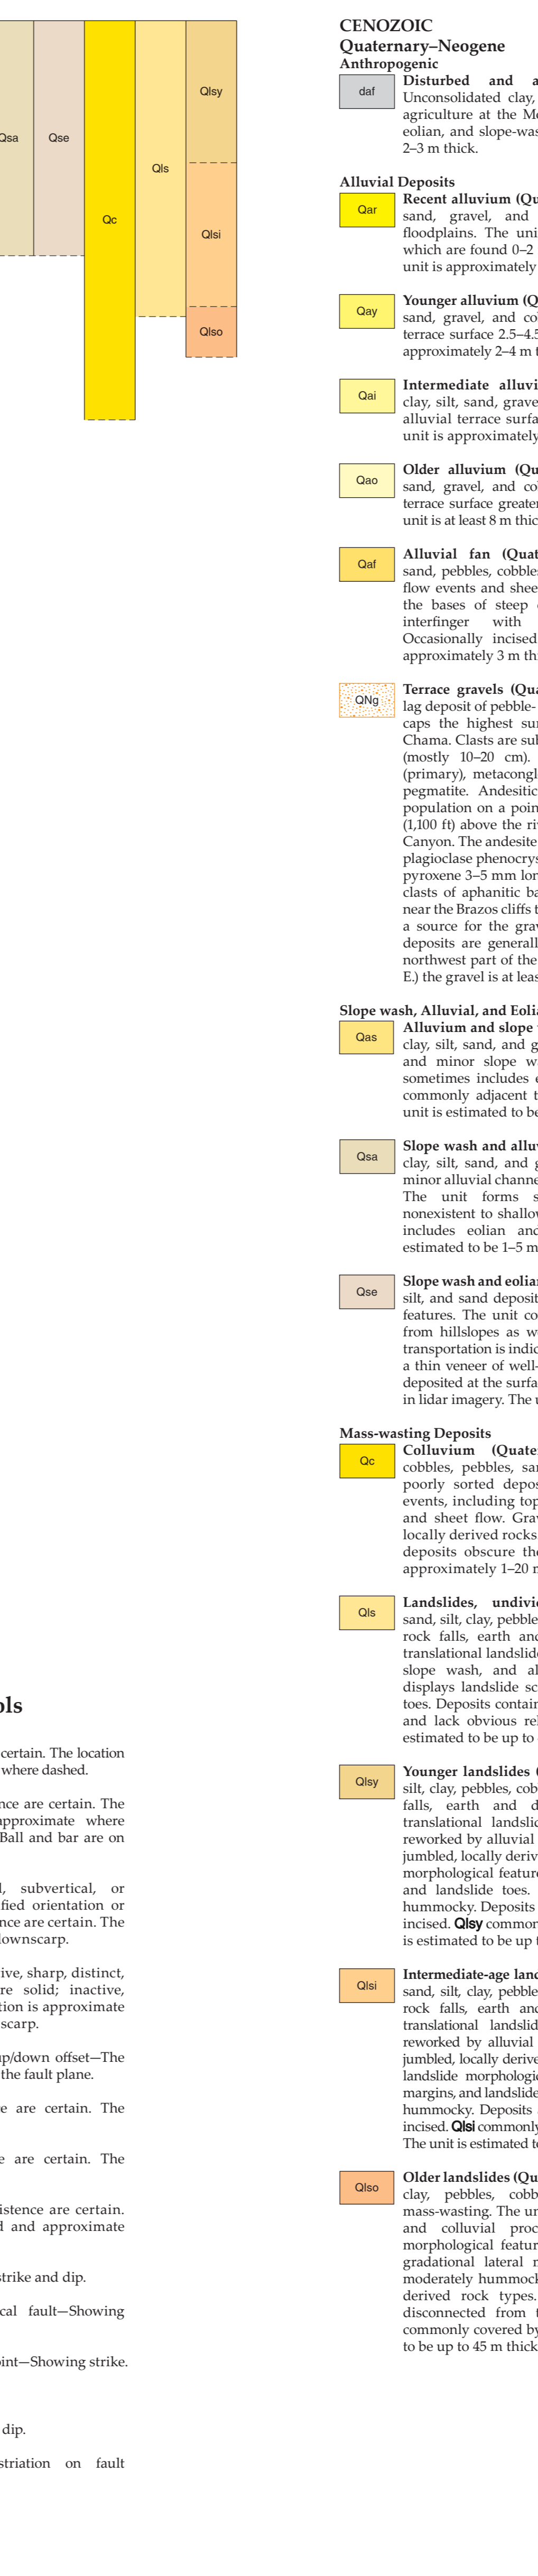 Qsa
Qse
Qc
Qls
Qlsy
Qlsi
Qlso
ols
certain. The location
where dashed.
nce are certain. The
approximate where
Ball and bar are on
l, subvertical, or
fied orientation or
nce are certain. The
downscarp.
ive, sharp, distinct,
re solid; inactive,
tion is approximate
scarp.
up/down offset—The
the fault plane.
e are certain. The
e are certain. The
istence are certain.
d and approximate
strike and dip.
cal fault—Showing
oint—Showing strike.
dip.
striation on fault
CENOZOIC
Quaternary–Neogene
Anthropogenic
daf
Disturbed and a
Unconsolidated clay,
agriculture at the Me
eolian, and slope-was
2–3 m thick.
Alluvial Deposits
Qar
Recent alluvium (Qu
sand, gravel, and
floodplains. The uni
which are found 0–2
unit is approximately
Qay
Younger alluvium (Q
sand, gravel, and co
terrace surface 2.5–4.5
approximately 2–4 m t
Qai
Intermediate alluvi
clay, silt, sand, grave
alluvial terrace surfa
unit is approximately
Qao
Older alluvium (Qu
sand, gravel, and co
terrace surface greater
unit is at least 8 m thic
Qaf
Alluvial fan (Quat
sand, pebbles, cobbles
flow events and shee
the bases of steep
interfinger with
Occasionally incised
approximately 3 m thi
QNg
Terrace gravels (Qua
lag deposit of pebble-
caps the highest sur
Chama. Clasts are sub
(mostly 10–20 cm).
(primary), metacongl
pegmatite. Andesitic
population on a poin
(1,100 ft) above the riv
Canyon. The andesite
plagioclase phenocrys
pyroxene 3–5 mm lon
clasts of aphanitic ba
near the Brazos cliffs t
a source for the grav
deposits are generall
northwest part of the
E.) the gravel is at leas
Slope wash, Alluvial, and Eolia
Qas
Alluvium and slope
clay, silt, sand, and g
and minor slope wa
sometimes includes e
commonly adjacent t
unit is estimated to be
Qsa
Slope wash and alluv
clay, silt, sand, and g
minor alluvial channe
The unit forms s
nonexistent to shallow
includes eolian and
estimated to be 1–5 m
Qse
Slope wash and eolian
silt, and sand deposit
features. The unit co
from hillslopes as we
transportation is indic
a thin veneer of well-
deposited at the surfa
in lidar imagery. The u
Mass-wasting Deposits
Qc
Colluvium (Quater
cobbles, pebbles, san
poorly sorted depos
events, including top
and sheet flow. Grav
locally derived rocks
deposits obscure the
approximately 1–20 m
Qls
Landslides, undivid
sand, silt, clay, pebble
rock falls, earth and
translational landslide
slope wash, and al
displays landslide sc
toes. Deposits contain
and lack obvious rel
estimated to be up to
Qlsy
Younger landslides (
silt, clay, pebbles, cob
falls, earth and d
translational landslid
reworked by alluvial
jumbled, locally deriv
morphological feature
and landslide toes.
hummocky. Deposits
incised. Qlsy common
is estimated to be up t
Qlsi
Intermediate-age land
sand, silt, clay, pebble
rock falls, earth and
translational landslid
reworked by alluvial
jumbled, locally derive
landslide morphologic
margins, and landslide
hummocky. Deposits
incised. Qlsi commonly
The unit is estimated to
Qlso
Older landslides (Qu
clay, pebbles, cobb
mass-wasting. The un
and colluvial proc
morphological featur
gradational lateral m
moderately hummock
derived rock types.
disconnected from t
commonly covered by
to be up to 45 m thick